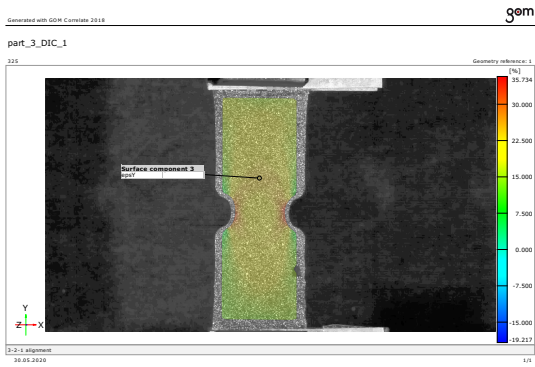 gom
Generated with GOM Correlate 2018
part_3_DIC_1
325
Geometry reference: 1
[%]
35.734
30.000
22.500
15.000
7.500
0.000
-7.500
-15.000
-19.217
Surface component 3
epsY
Y
Z X
3-2-1 alignment
30.05.2020
1/1